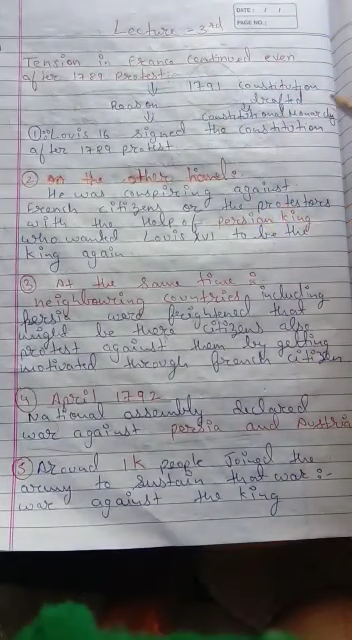 DATE: / /
PAGE NO.:
Lecture - 3rd
Tension in France continued even
after 1789 protest.
1791 constitution
drafted
Reason
Constitutional Monarchy
① Louis 16 signed the constitution
after 1789 protest
② On the other hand:
He was conspiring against
French citizens or the protestors
with the help of persian king
who wanted Louis XVI to be the
king again
③ At the same time :
neighbouring countries including
were frightened that
might be there citizens also
protest against them by getting
motivated through french citizen
④ April 1792
National assembly declared
war against persia and Austria
⑤ Around 1K people joined the
army to sustain that war :-
war against the king